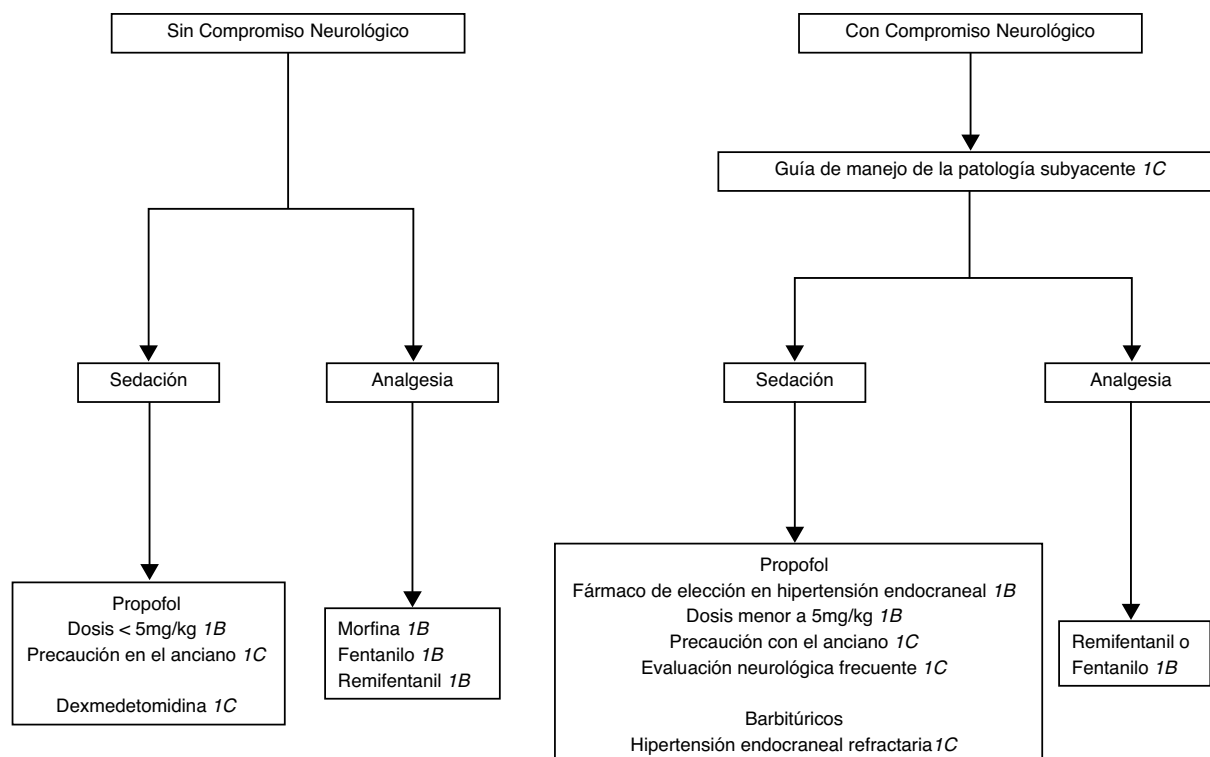 Sin Compromiso Neurológico
Sedación
Analgesia
Propofol
Dosis < 5mg/kg 1B
Precaución en el anciano 1C
Dexmedetomidina 1C
Morfina 1B
Fentanilo 1B
Remifentanil 1B
Con Compromiso Neurológico
Guía de manejo de la patología subyacente 1C
Sedación
Analgesia
Propofol
Fármaco de elección en hipertensión endocraneal 1B
Dosis menor a 5mg/kg 1B
Precaución con el anciano 1C
Evaluación neurológica frecuente 1C
Barbitúricos
Hipertensión endocraneal refractaria1C
Remifentanil o
Fentanilo 1B